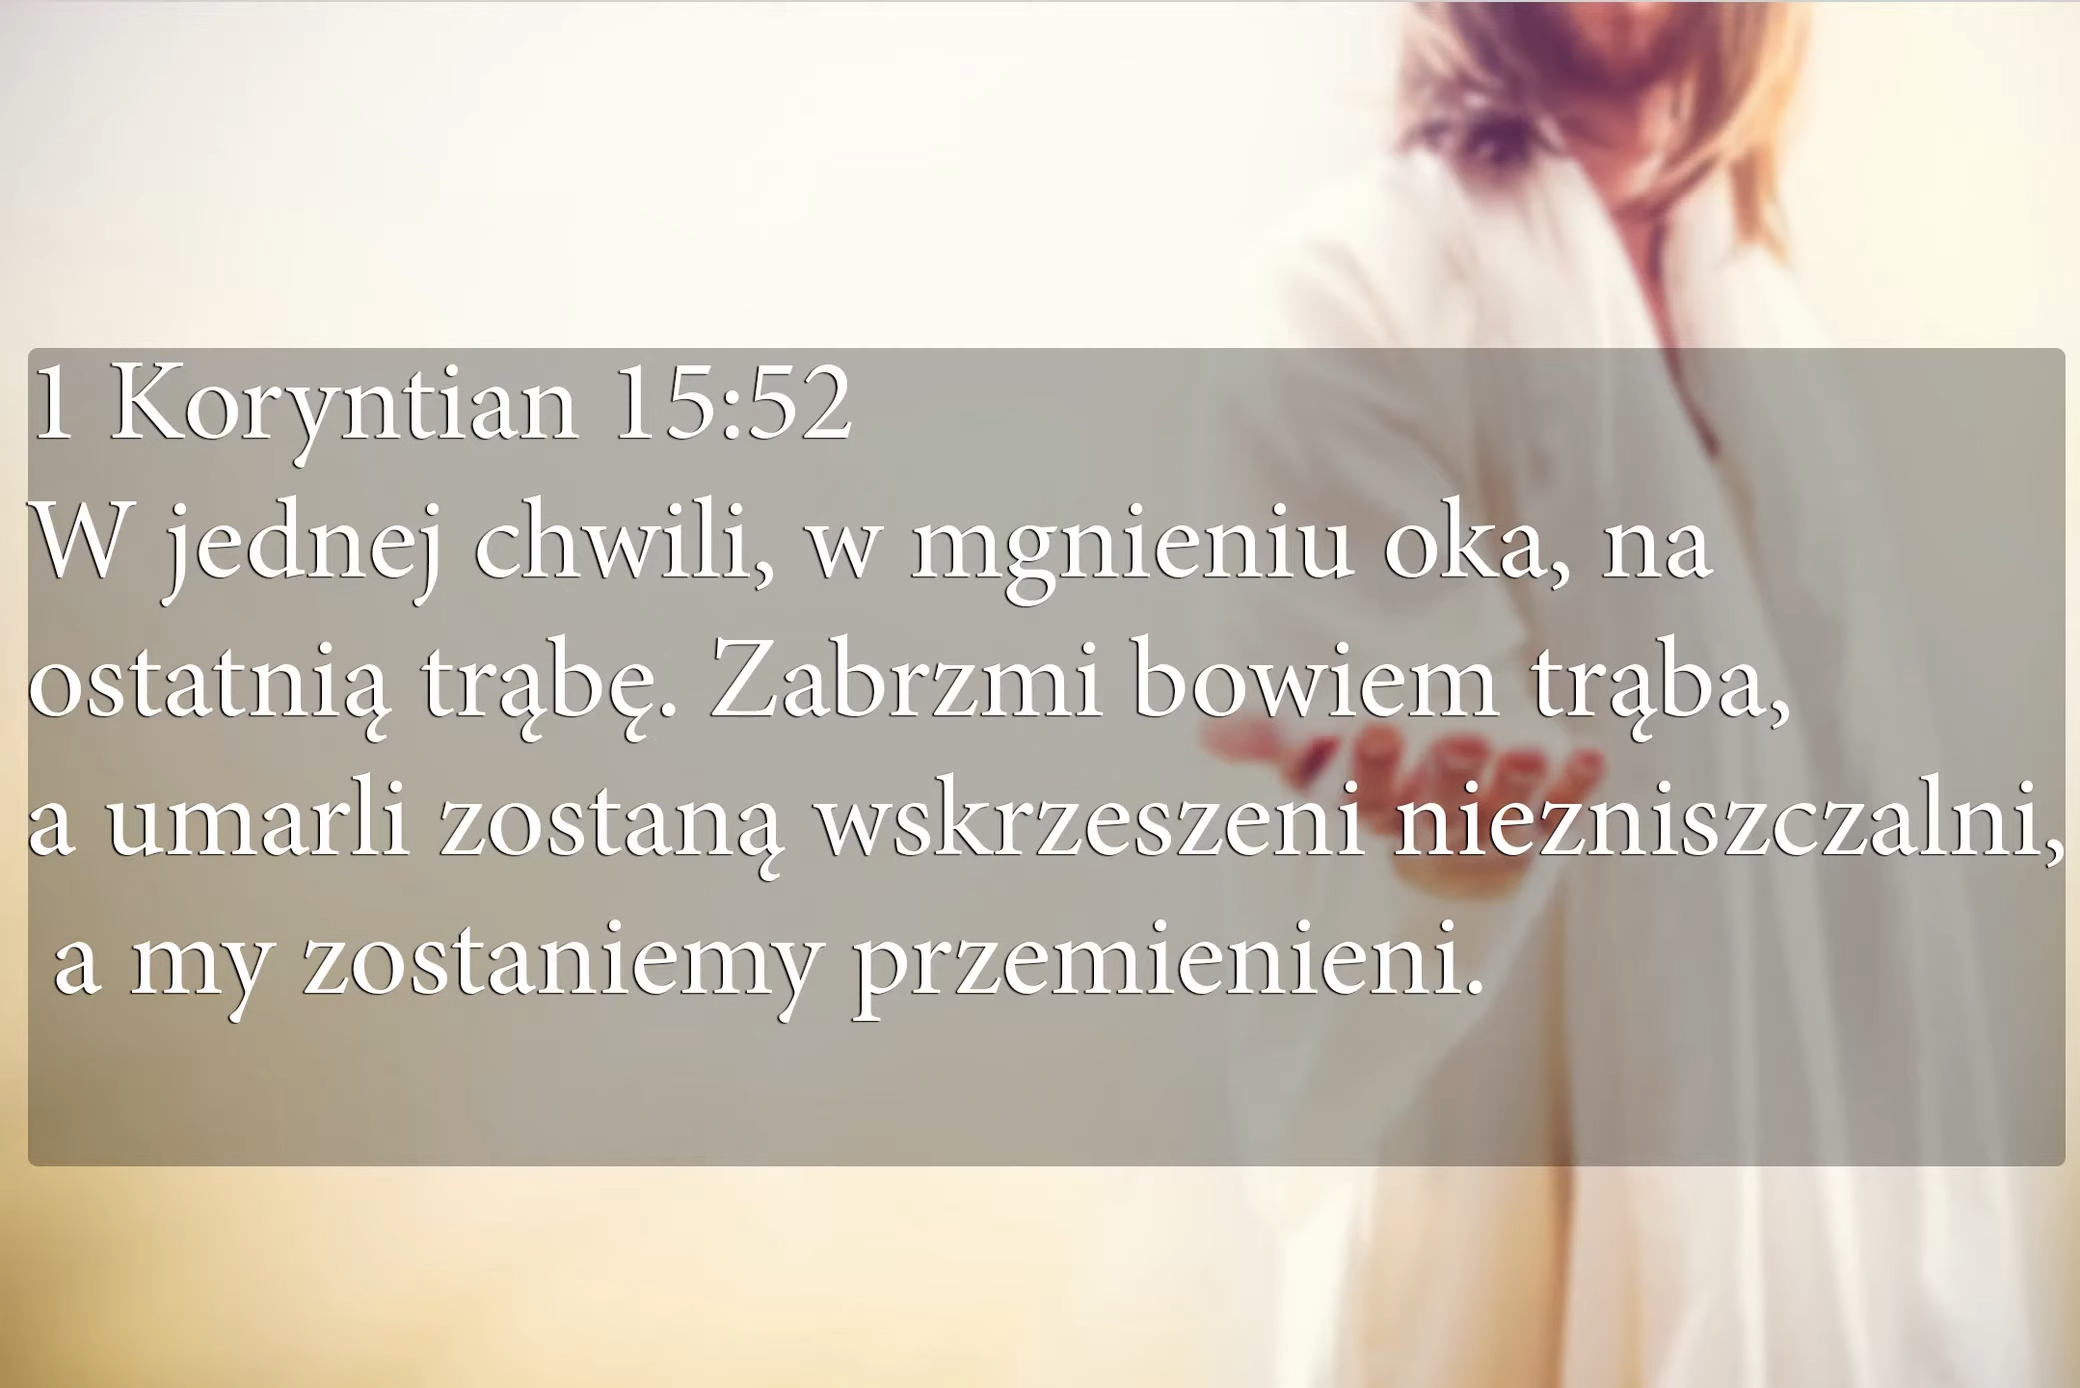 1 Koryntian 15:52
W jednej chwili, w mgnieniu oka, na
ostatnią trąbę. Zabrzmi bowiem trąba,
a umarli zostaną wskrzeszeni niezniszczalni,
a my zostaniemy przemienieni.